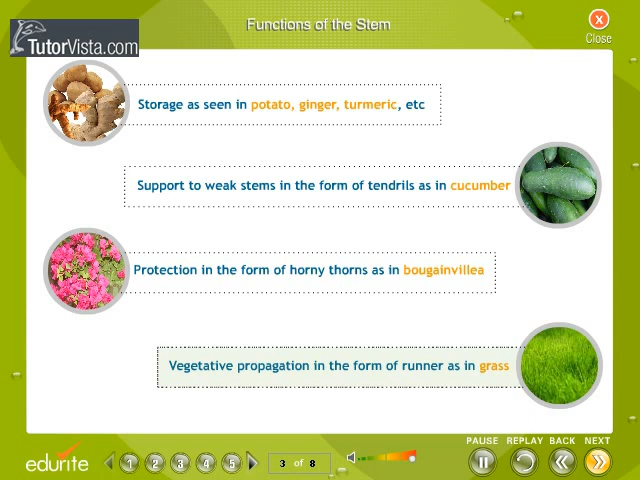 Functions of the Stem
X
Close
TutorVista.com
Storage as seen in potato, ginger, turmeric, etc
Support to weak stems in the form of tendrils as in cucumber
Protection in the form of horny thorns as in bougainvillea
Vegetative propagation in the form of runner as in grass
PAUSE REPLAY BACK NEXT
edurite
1 2 3 4 5
3 of 8